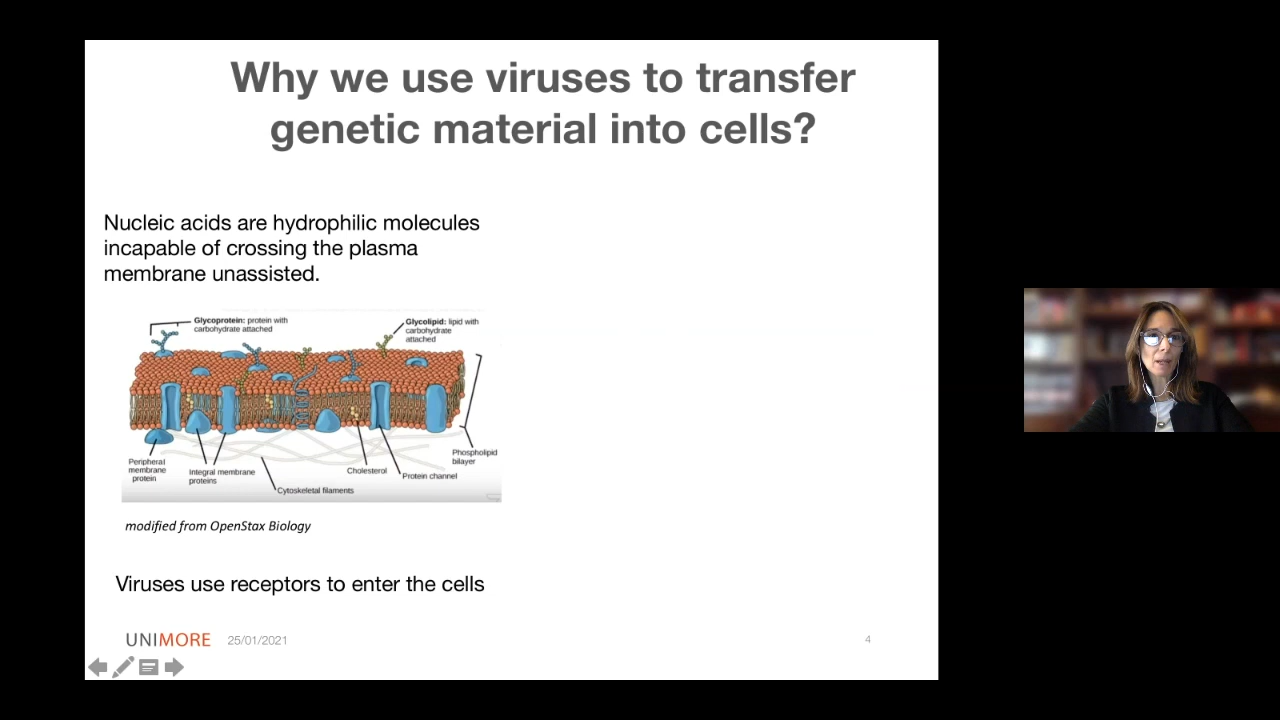 Why we use viruses to transfer
genetic material into cells?
Nucleic acids are hydrophilic molecules
incapable of crossing the plasma
membrane unassisted.
Glycoprotein: protein with
carbohydrate attached
Glycolipid: lipid with
carbohydrate
attached
Peripheral
membrane
protein
Integral membrane
proteins
Cytoskeletal filaments
Cholesterol
Protein channel
Phospholipid
bilayer
modified from OpenStax Biology
Viruses use receptors to enter the cells
UNIMORE 25/01/2021
4